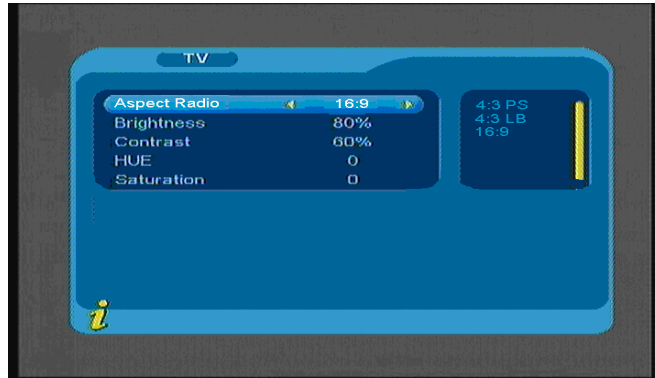 TV
Aspect Radio 16:9
Brightness 80%
Contrast 60%
HUE 0
Saturation 0
4:3 PS
4:3 LB
16:9
i